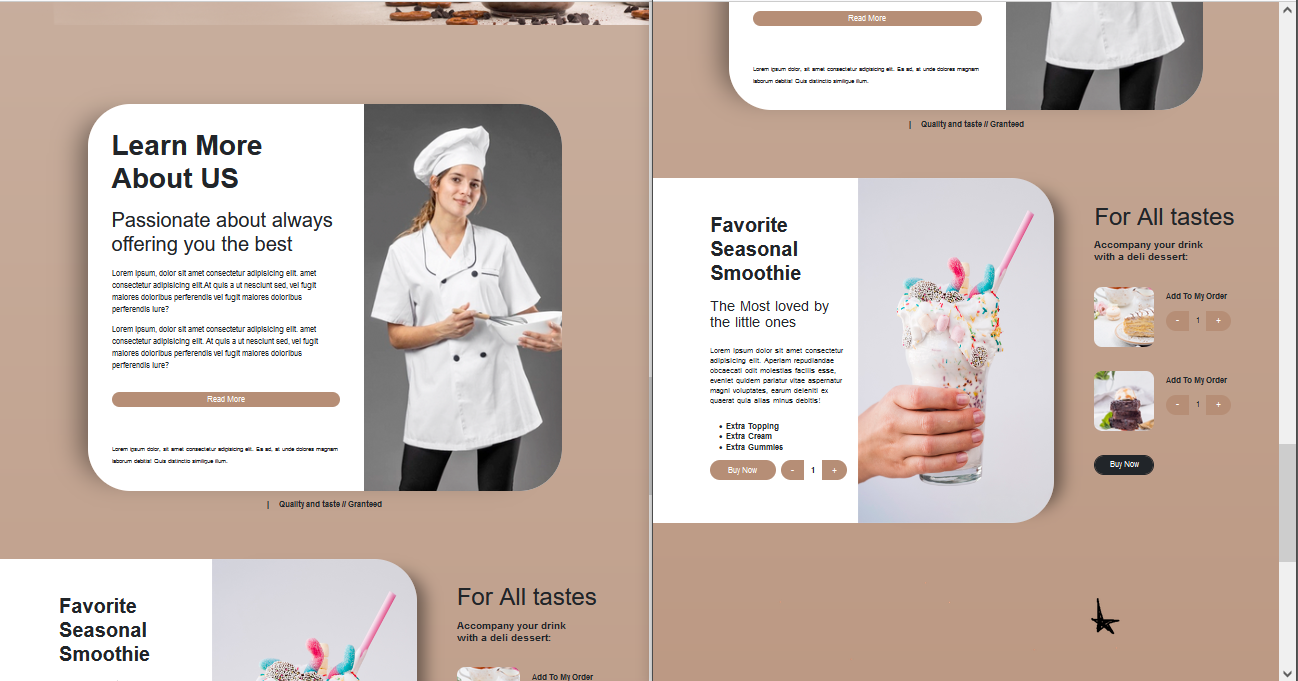 Learn More
About US
Passionate about always
offering you the best
Lorem ipsum, dolor sit amet consectetur adipisicing elit. amet
consectetur adipisicing elit.At quis a ut nesciunt sed, vel fugit
maiores doloribus perferendis vel fugit maiores doloribus
perferendis iure?
Lorem ipsum, dolor sit amet consectetur adipisicing elit. amet
consectetur adipisicing elit. At quis a ut nesciunt sed, vel fugit
maiores doloribus perferendis vel fugit maiores doloribus
perferendis iure?
Read More
Lorem ipsum dolor, sit amet consectetur adipisicing elit. Ea ad, at unde dolores magnam
laborum debitis! Quis distinctio similique illum.
| Quality and taste // Granteed
Favorite
Seasonal
Smoothie
For All tastes
Accompany your drink
with a deli dessert:
Add To My Order
Read More
Lorem ipsum dolor, sit amet consectetur adipisicing elit. Ea ad, at unde dolores magnam
laborum debitis! Quis distinctio similique illum.
| Quality and taste // Granteed
Favorite
Seasonal
Smoothie
The Most loved by
the little ones
Lorem ipsum dolor sit amet consectetur
adipisicing elit. Aperiam repudiandae
obcaecati odit molestias facilis esse,
eveniet quidem pariatur vitae aspernatur
magni voluptates, earum deleniti ex
quaerat quia alias minus debitis!
• Extra Topping
• Extra Cream
• Extra Gummies
Buy Now - 1 +
For All tastes
Accompany your drink
with a deli dessert:
Add To My Order
- 1 +
Add To My Order
- 1 +
Buy Now